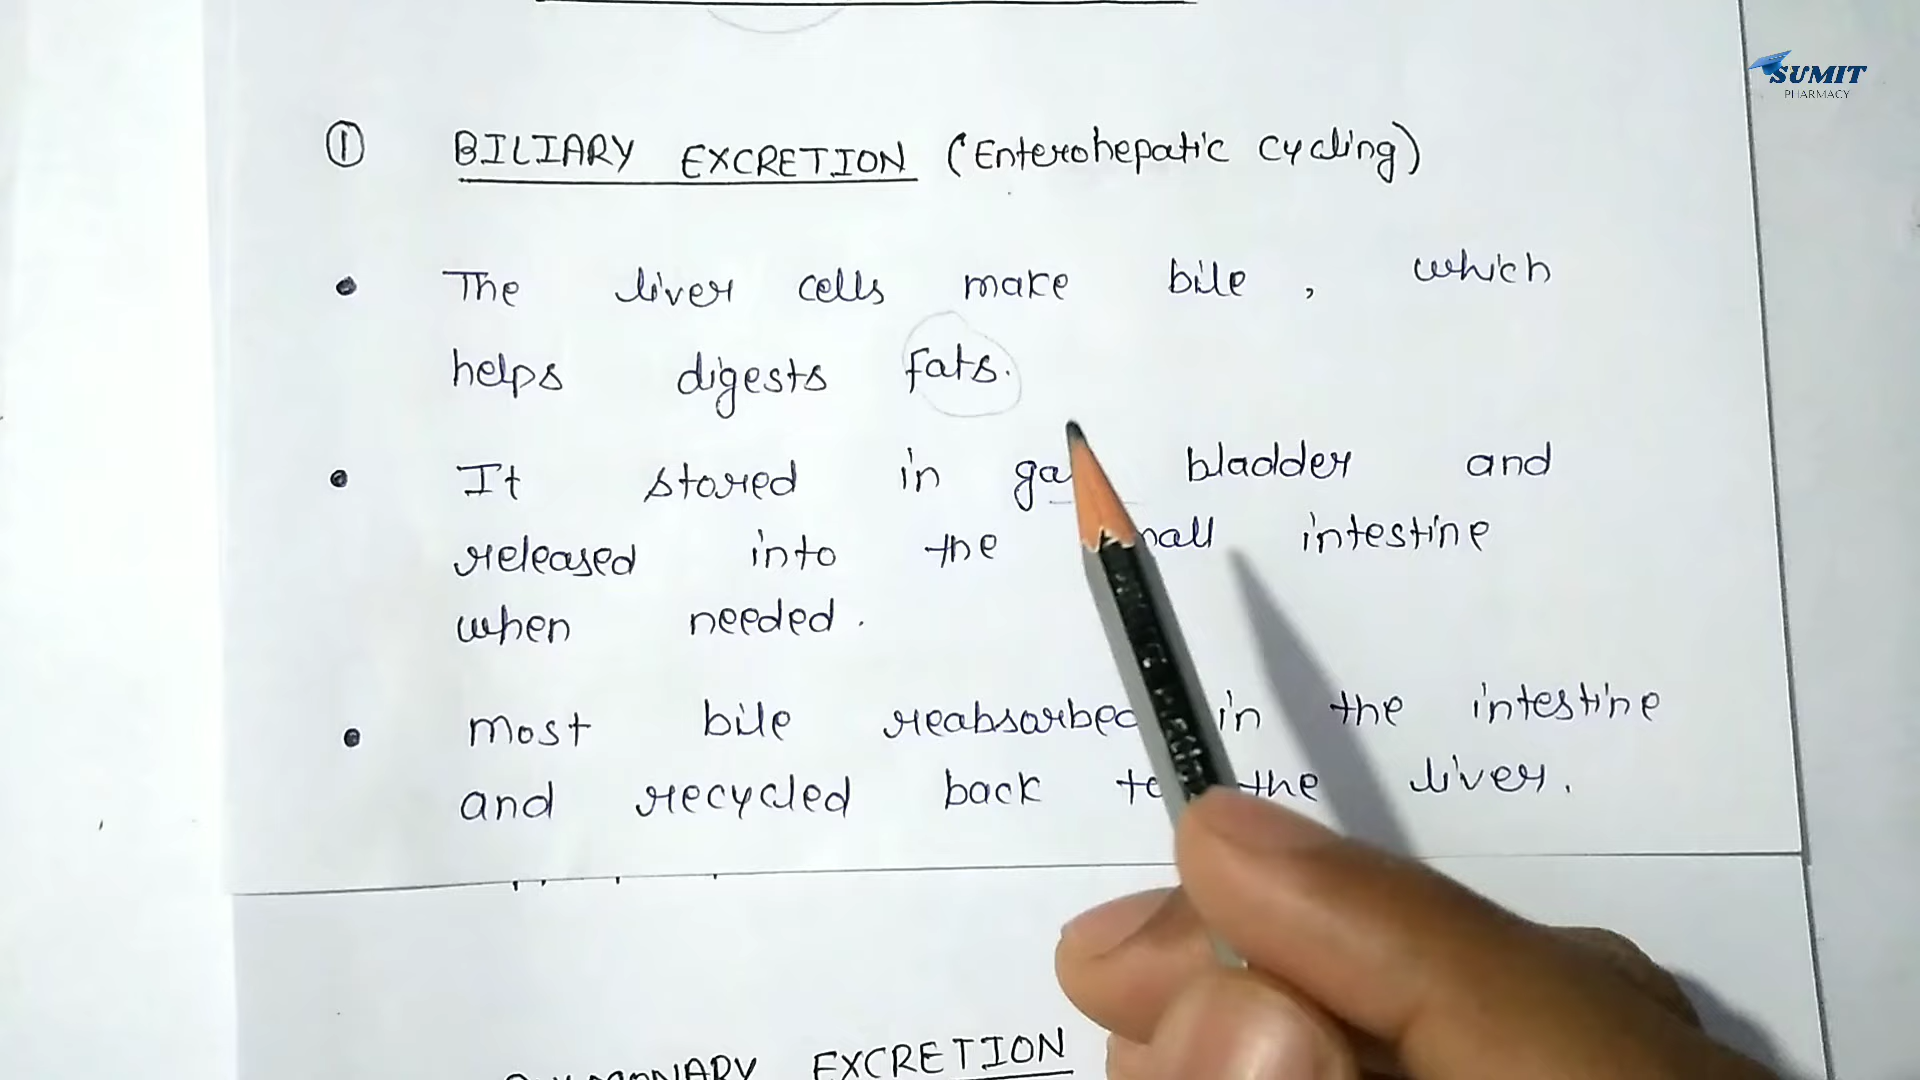 SUMIT
PHARMACY
① BILIARY EXCRETION (Enterohepatic cycling)
• The liver cells make bile, which
helps digests fats.
• It stored in bladder and
released into the intestine
when needed.
• most bile reabsorbed in the intestine
and recycled back the liver.
EXCRETION